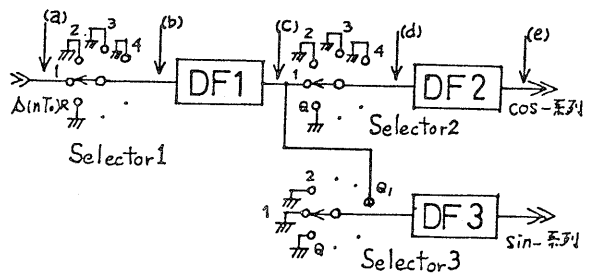 (a)
(b)
(c)
(d)
(e)
2
3
4
2
3
4
1
DF1
1
DF2
Δ(nT₀)
R
Q
cos-系列
Selector1
Selector2
2
Q₁
1
DF3
Q
sin-系列
Selector3